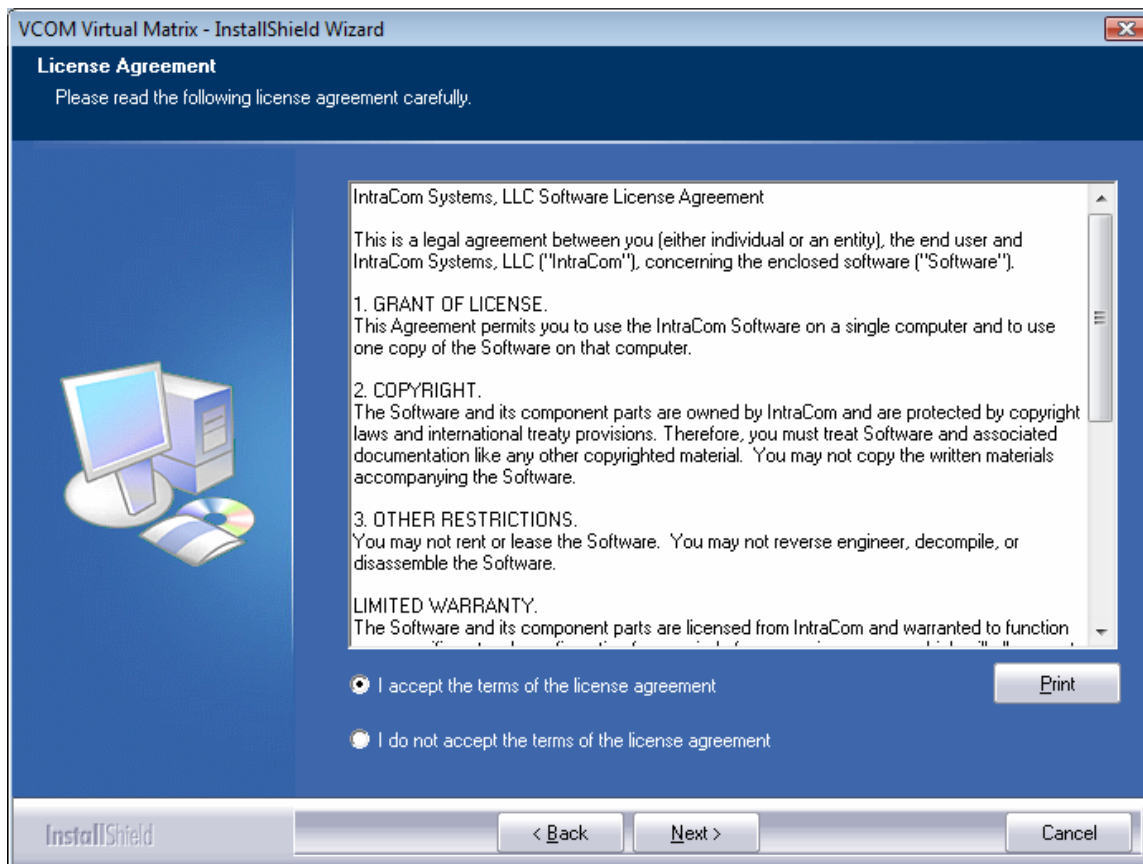 VCOM Virtual Matrix - InstallShield Wizard
License Agreement
Please read the following license agreement carefully.
IntraCom Systems, LLC Software License Agreement
This is a legal agreement between you (either individual or an entity), the end user and
IntraCom Systems, LLC ("IntraCom"), concerning the enclosed software ("Software").
1. GRANT OF LICENSE.
This Agreement permits you to use the IntraCom Software on a single computer and to use
one copy of the Software on that computer.
2. COPYRIGHT.
The Software and its component parts are owned by IntraCom and are protected by copyright
laws and international treaty provisions. Therefore, you must treat Software and associated
documentation like any other copyrighted material.  You may not copy the written materials
accompanying the Software.
3. OTHER RESTRICTIONS.
You may not rent or lease the Software.  You may not reverse engineer, decompile, or
disassemble the Software.
LIMITED WARRANTY.
The Software and its component parts are licensed from IntraCom and warranted to function
I accept the terms of the license agreement
Print
I do not accept the terms of the license agreement
InstallShield
< Back
Next >
Cancel